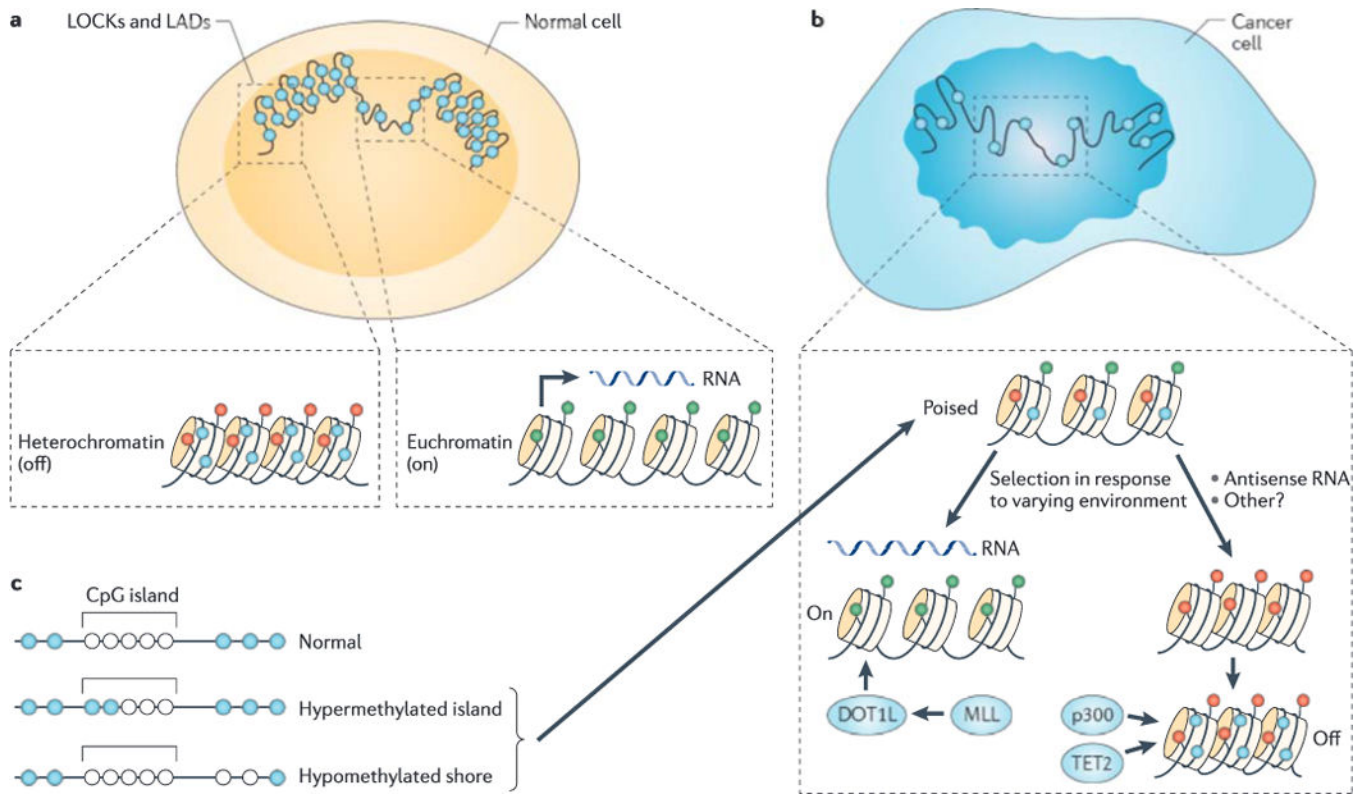 a
LOCKs and LADs
Normal cell
Heterochromatin
(off)
RNA
Euchromatin
(on)
b
Cancer
cell
Poised
Selection in response
to varying environment
• Antisense RNA
• Other?
RNA
On
DOT1L
MLL
p300
TET2
Off
c
CpG island
Normal
Hypermethylated island
Hypomethylated shore